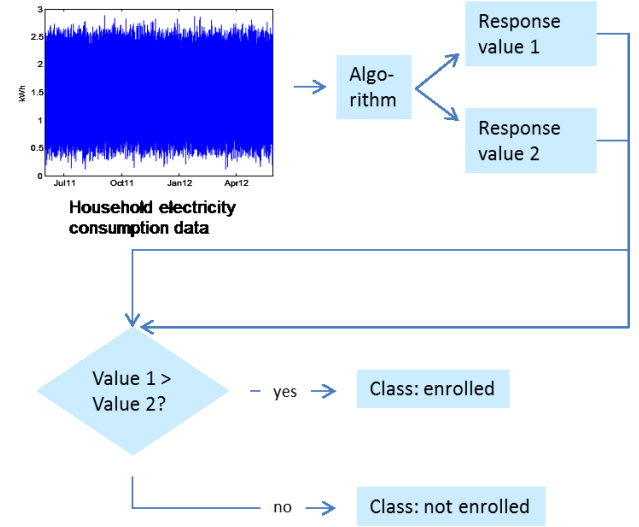 3
2.5
2
1.5
1
0.5
0
kWh
Jul11
Oct11
Jan12
Apr12
Household electricity
consumption data
Algo-
rithm
Response
value 1
Response
value 2
Value 1 >
Value 2?
yes
Class: enrolled
no
Class: not enrolled